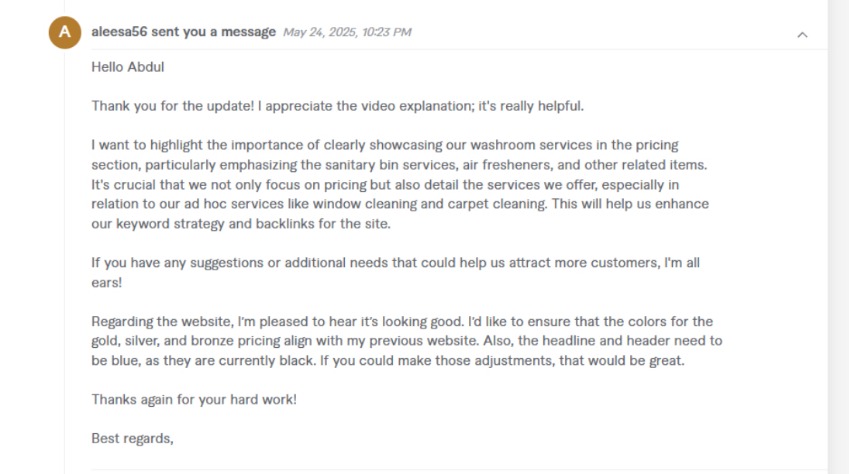 A
aleesa56 sent you a message May 24, 2025, 10:23 PM
Hello Abdul
Thank you for the update! I appreciate the video explanation; it's really helpful.
I want to highlight the importance of clearly showcasing our washroom services in the pricing
section, particularly emphasizing the sanitary bin services, air fresheners, and other related items.
It's crucial that we not only focus on pricing but also detail the services we offer, especially in
relation to our ad hoc services like window cleaning and carpet cleaning. This will help us enhance
our keyword strategy and backlinks for the site.
If you have any suggestions or additional needs that could help us attract more customers, I'm all
ears!
Regarding the website, I'm pleased to hear it's looking good. I'd like to ensure that the colors for the
gold, silver, and bronze pricing align with my previous website. Also, the headline and header need to
be blue, as they are currently black. If you could make those adjustments, that would be great.
Thanks again for your hard work!
Best regards,